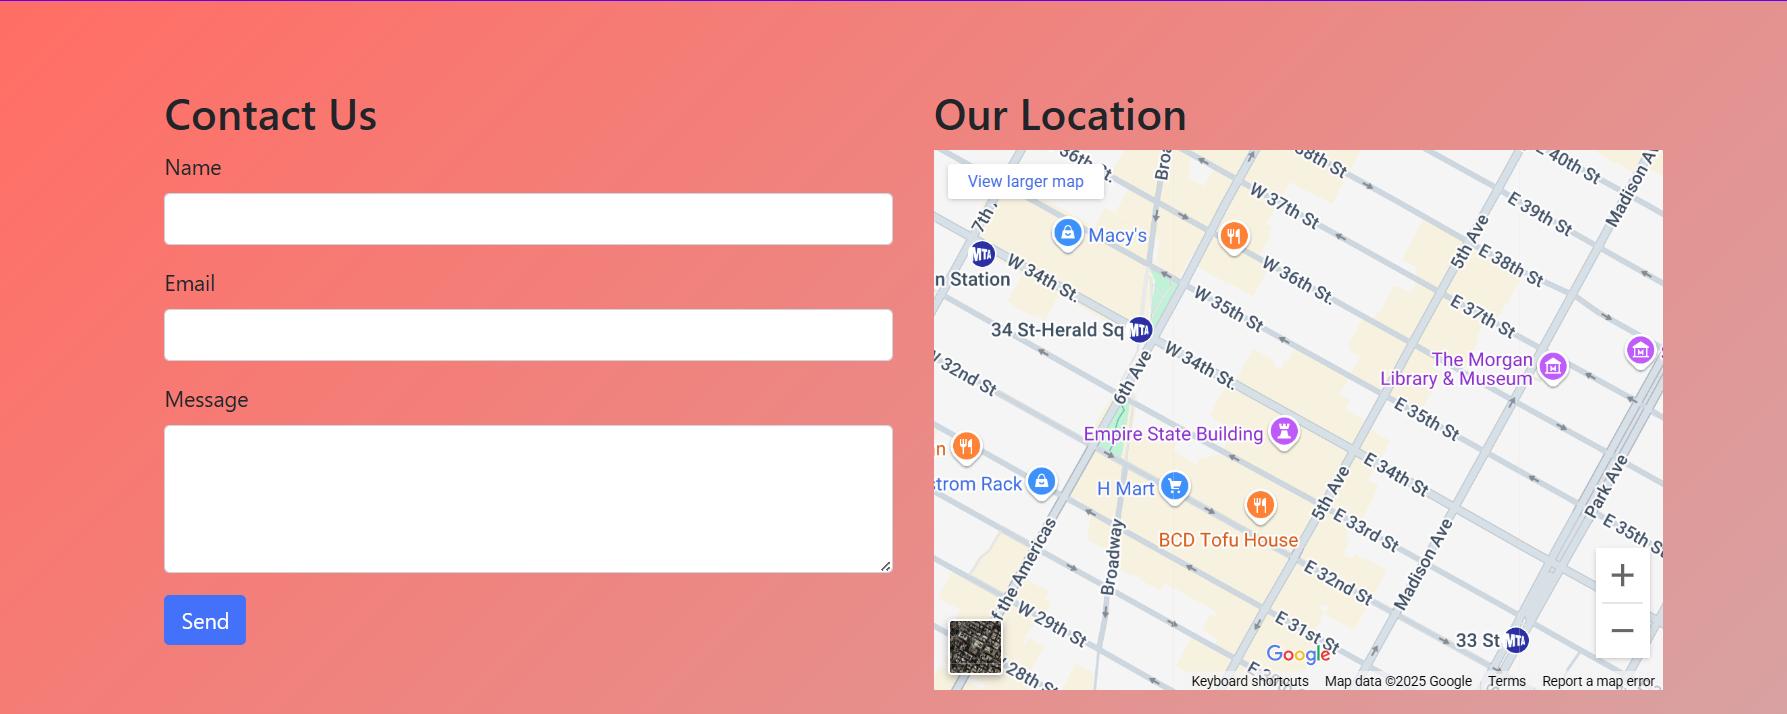 Contact Us
Name
Email
Message
Send
Our Location
View larger map
36th St.
38th St
E 40th St
Madison
7th
W 37th St
E 39th St
Macy's
5th Ave
E 38th St
n Station
W 34th St.
W 36th St.
W 35th St
E 37th St
34 St-Herald Sq
MTA
MTA
W 34th St.
The Morgan
Library & Museum
W 32nd St
6th Ave
E 35th St
Empire State Building
E 34th St
strom Rack
H Mart
5th Ave
Park Ave
E 33rd St
E 35th St
BCD Tofu House
Broadway
of the Americas
E 32nd St
Madison Ave
W 29th St
E 31st St
33 St
MTA
28th St
Google
Keyboard shortcuts
Map data ©2025 Google
Terms
Report a map error